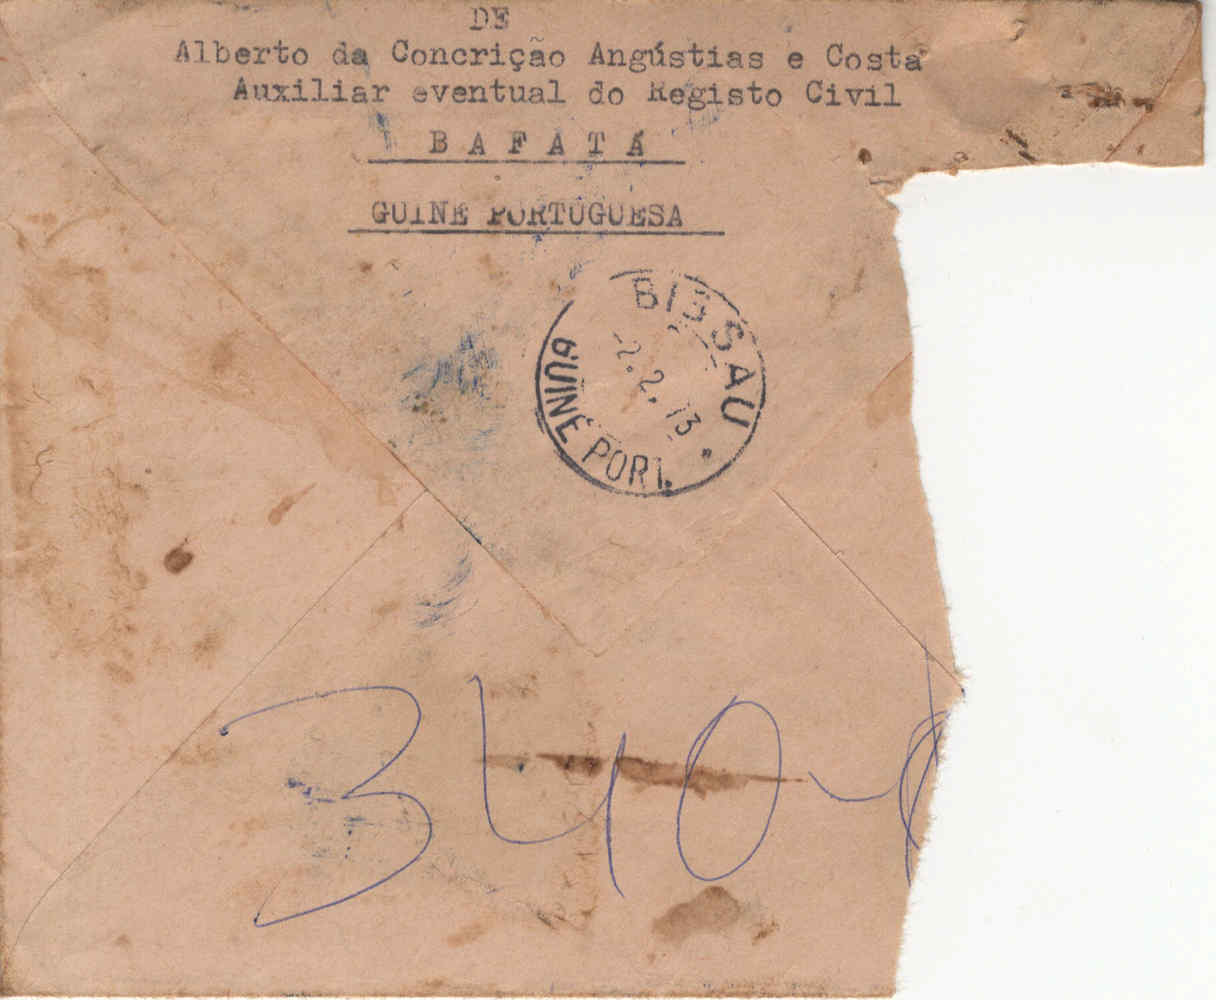 DE
Alberto da Concrição Angústias e Costa
Auxiliar eventual do Registo Civil
BAFATÁ
GUINÉ PORTUGUESA
BISSAU
2.2.73
GUINÉ PORT.
340